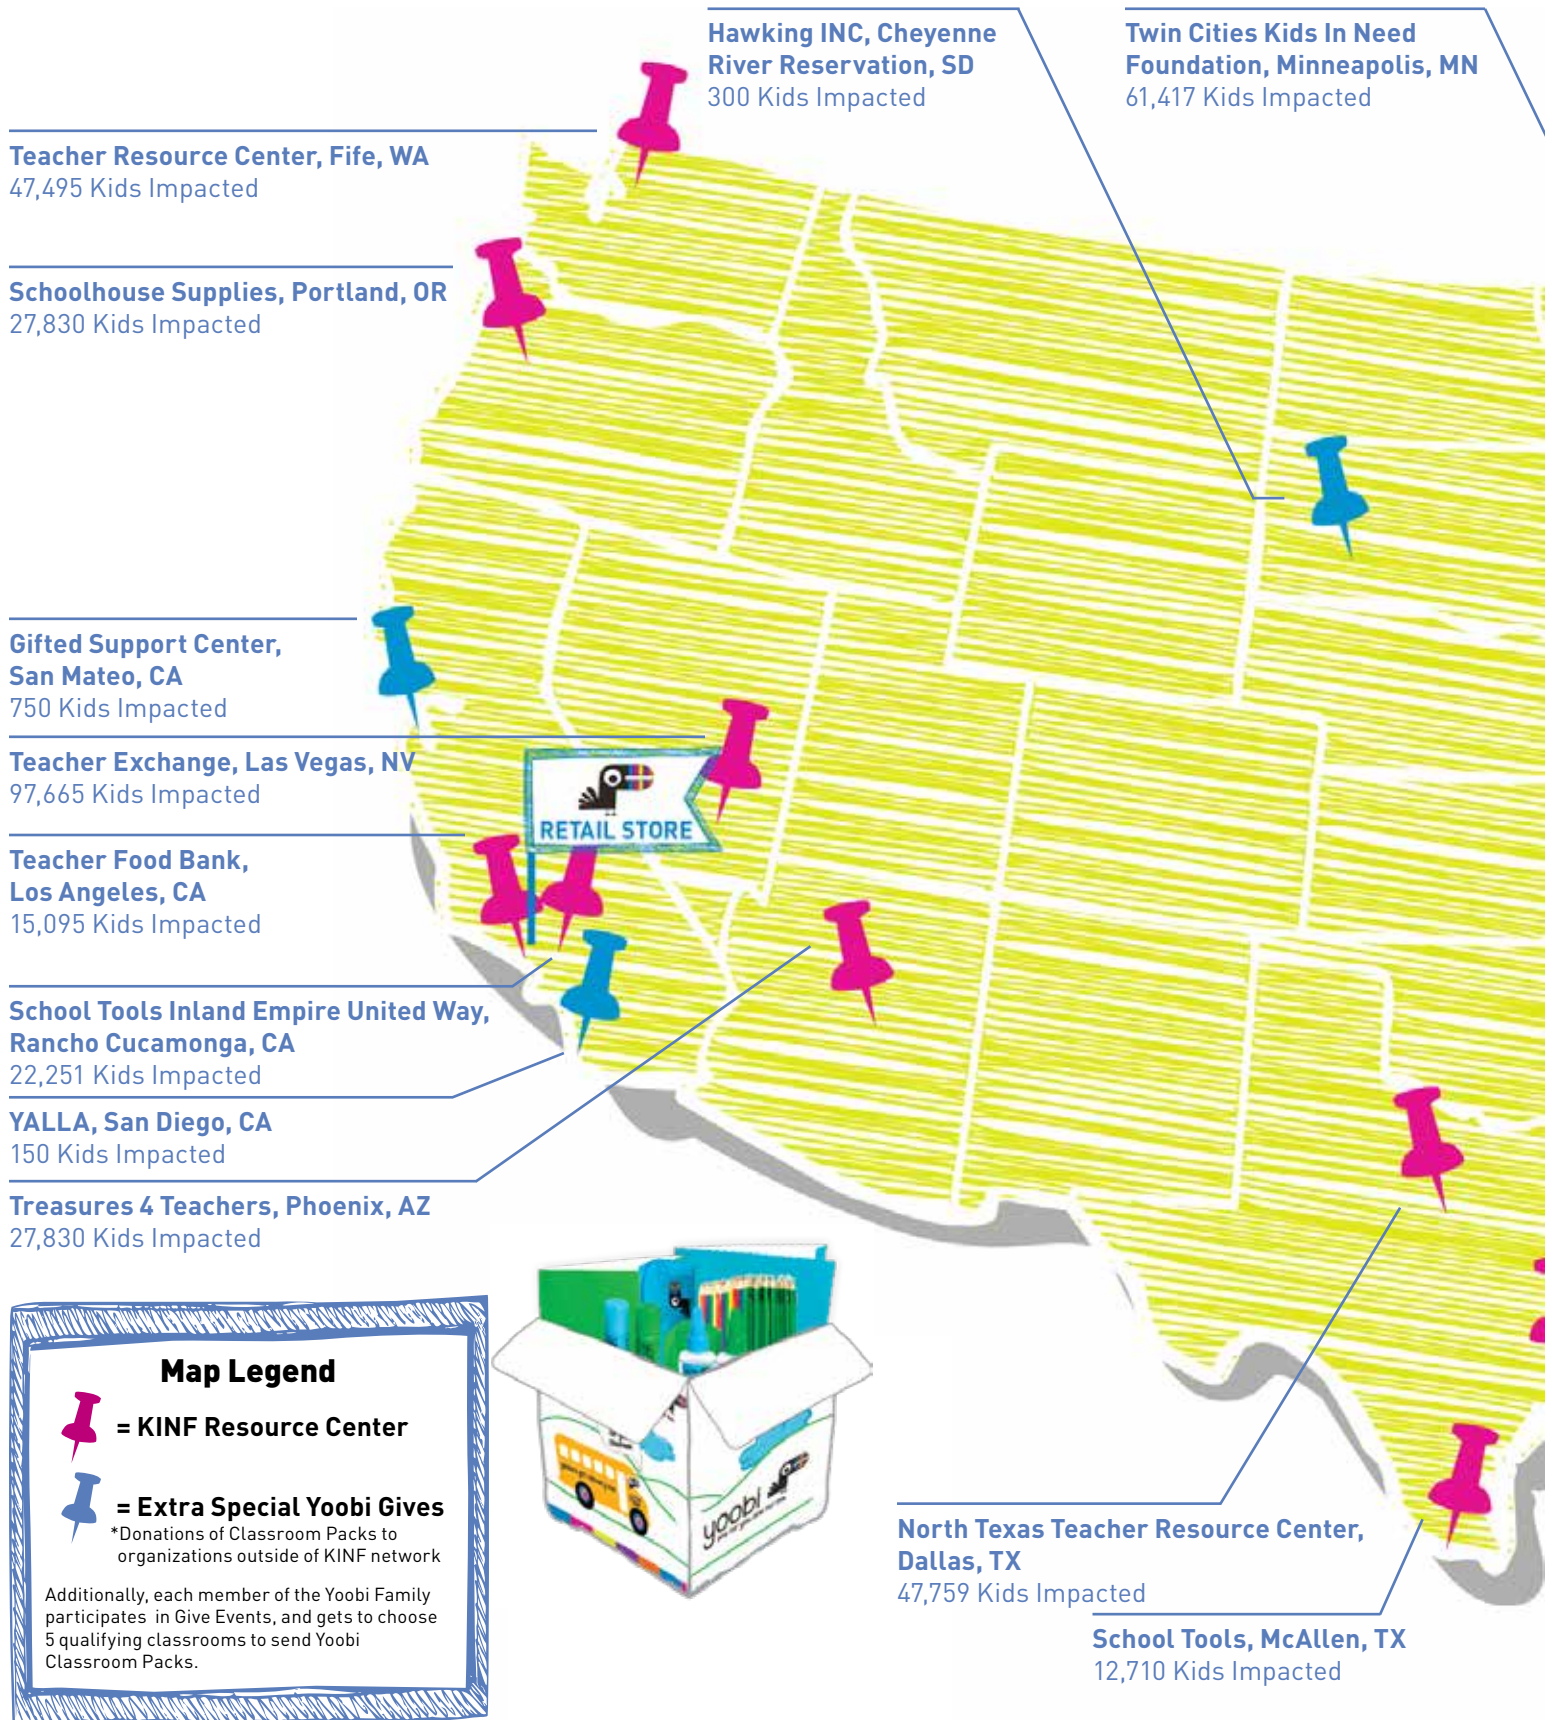 Hawking INC, Cheyenne
River Reservation, SD
300 Kids Impacted
Twin Cities Kids In Need
Foundation, Minneapolis, MN
61,417 Kids Impacted
Teacher Resource Center, Fife, WA
47,495 Kids Impacted
Schoolhouse Supplies, Portland, OR
27,830 Kids Impacted
Gifted Support Center,
San Mateo, CA
750 Kids Impacted
Teacher Exchange, Las Vegas, NV
97,665 Kids Impacted
RETAIL STORE
Teacher Food Bank,
Los Angeles, CA
15,095 Kids Impacted
School Tools Inland Empire United Way,
Rancho Cucamonga, CA
22,251 Kids Impacted
YALLA, San Diego, CA
150 Kids Impacted
Treasures 4 Teachers, Phoenix, AZ
27,830 Kids Impacted
Map Legend
= KINF Resource Center
= Extra Special Yoobi Gives
*Donations of Classroom Packs to
organizations outside of KINF network
Additionally, each member of the Yoobi Family
participates in Give Events, and gets to choose
5 qualifying classrooms to send Yoobi
Classroom Packs.
yoobi
North Texas Teacher Resource Center,
Dallas, TX
47,759 Kids Impacted
School Tools, McAllen, TX
12,710 Kids Impacted